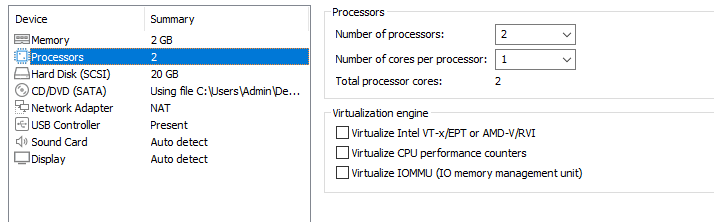 Device Summary
Memory 2 GB
Processors 2
Hard Disk (SCSI) 20 GB
CD/DVD (SATA) Using file C:\Users\Admin\De...
Network Adapter NAT
USB Controller Present
Sound Card Auto detect
Display Auto detect
Processors
Number of processors: 2
Number of cores per processor: 1
Total processor cores: 2
Virtualization engine
Virtualize Intel VT-x/EPT or AMD-V/RVI
Virtualize CPU performance counters
Virtualize IOMMU (IO memory management unit)